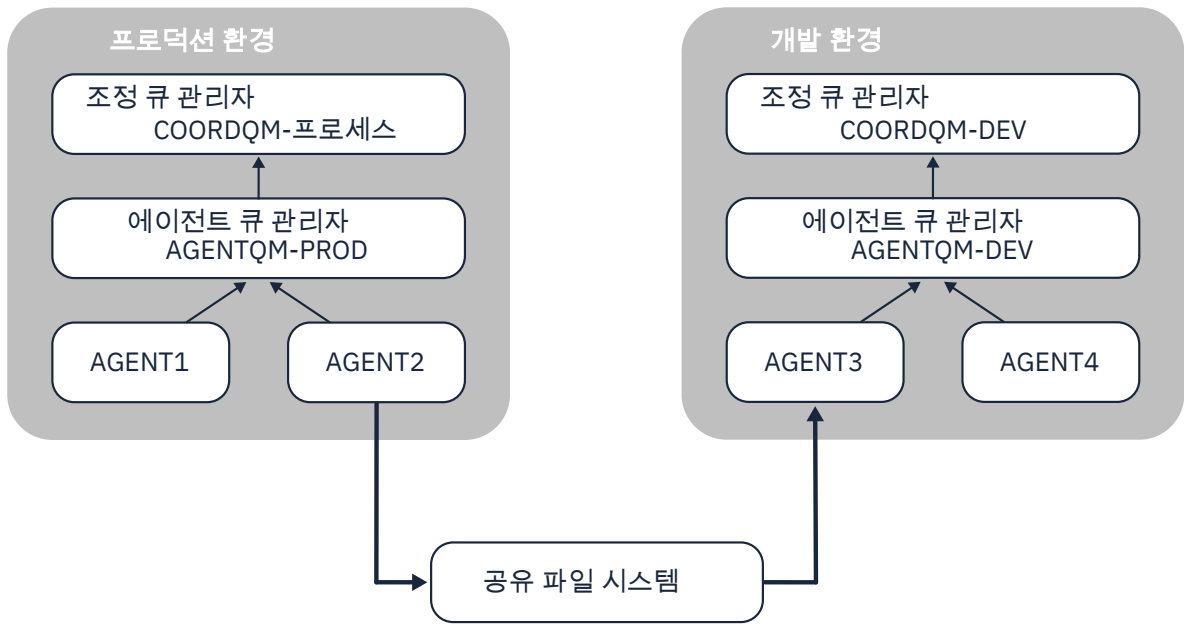 프로덕션 환경
조정 큐 관리자
COORDQM-프로세스
에이전트 큐 관리자
AGENTQM-PROD
AGENT1
AGENT2
개발 환경
조정 큐 관리자
COORDQM-DEV
에이전트 큐 관리자
AGENTQM-DEV
AGENT3
AGENT4
공유 파일 시스템